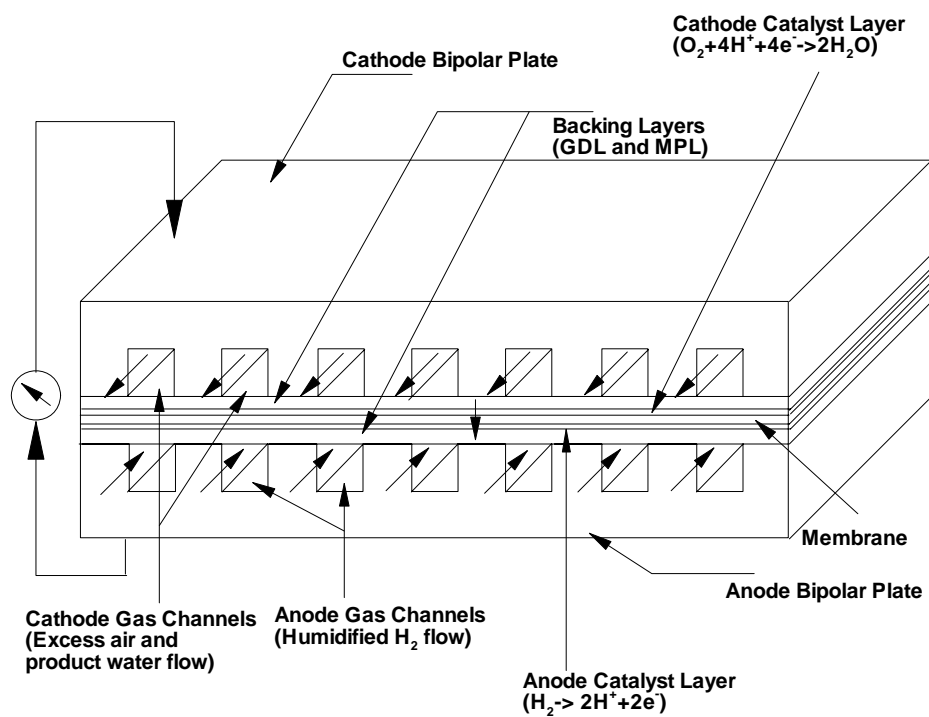 Cathode Catalyst Layer
(O₂+4H⁺+4e⁻->2H₂O)
Cathode Bipolar Plate
Backing Layers
(GDL and MPL)
Membrane
Anode Bipolar Plate
Cathode Gas Channels
(Excess air and
product water flow)
Anode Gas Channels
(Humidified H₂ flow)
Anode Catalyst Layer
(H₂-> 2H⁺+2e⁻)